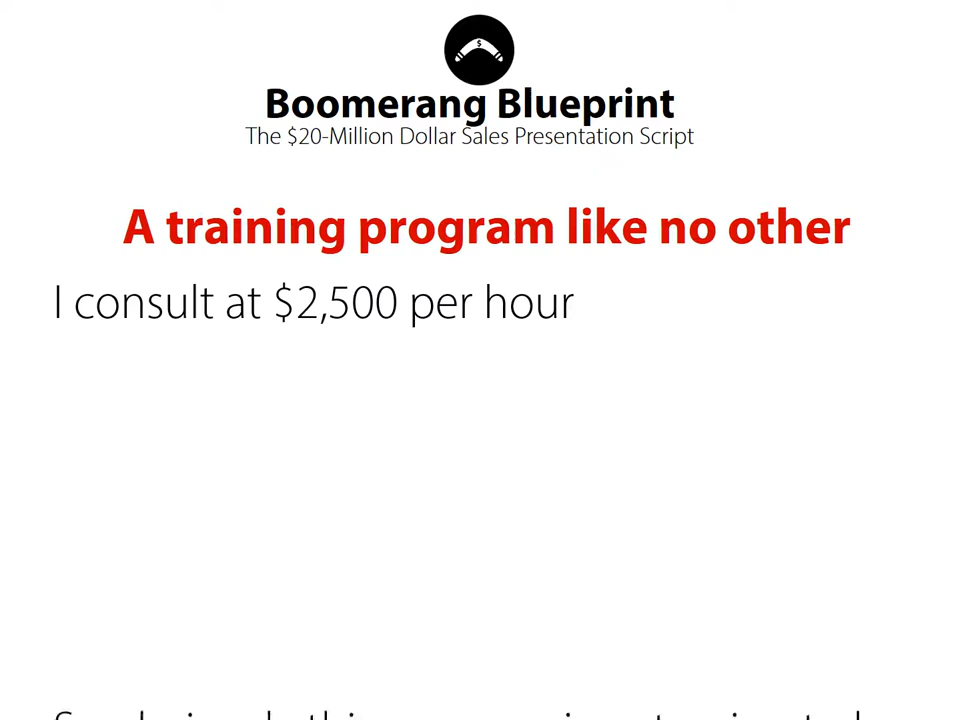 $
Boomerang Blueprint
The $20-Million Dollar Sales Presentation Script
A training program like no other
I consult at $2,500 per hour